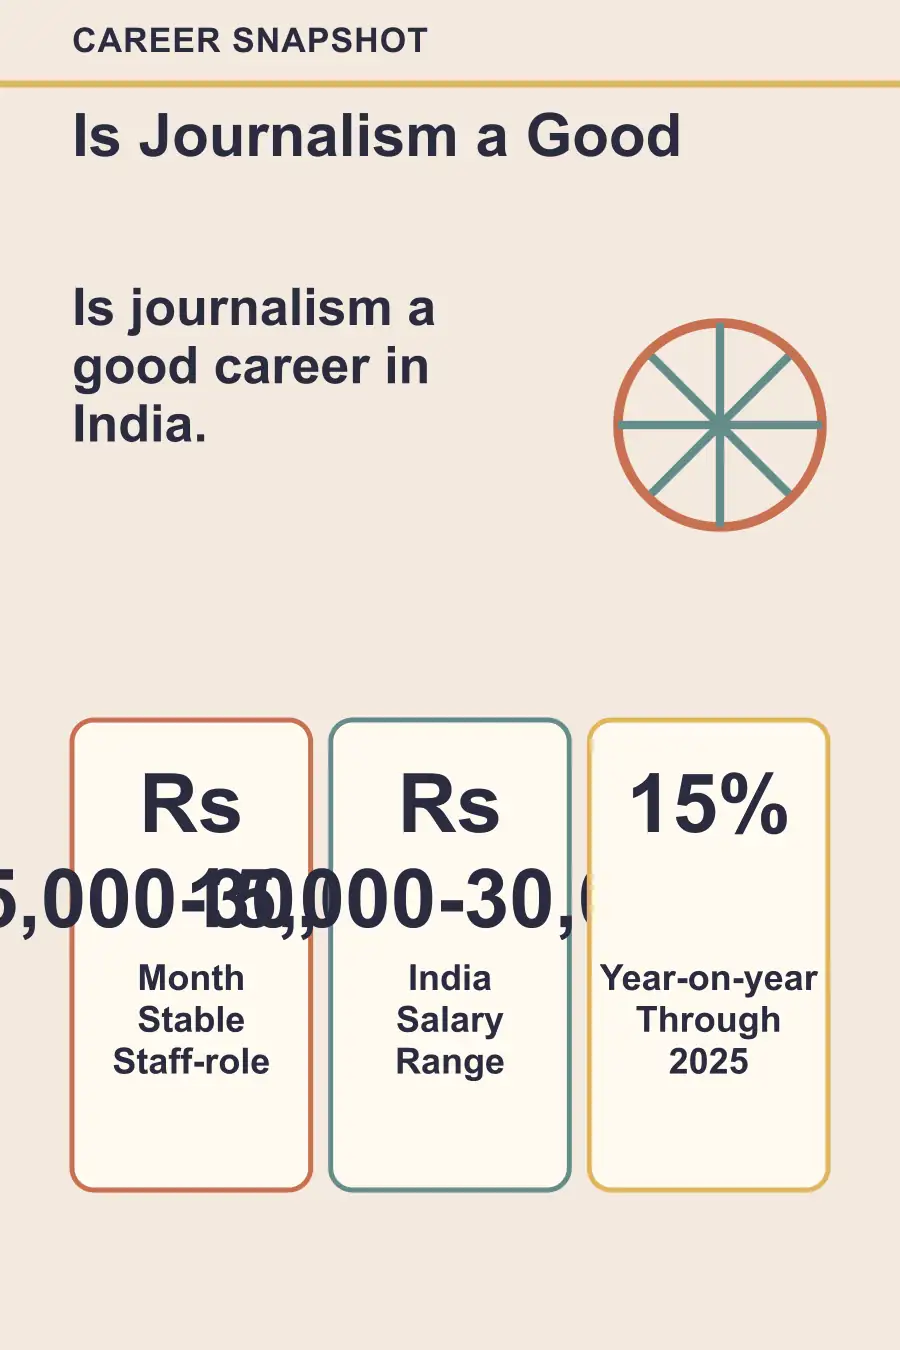 CAREER SNAPSHOT
Is Journalism a Good
Is journalism a
good career in
India.
Rs
Month
Stable
Staff-role
Rs
India
Salary
Range
15%
Year-on-year
Through
2025